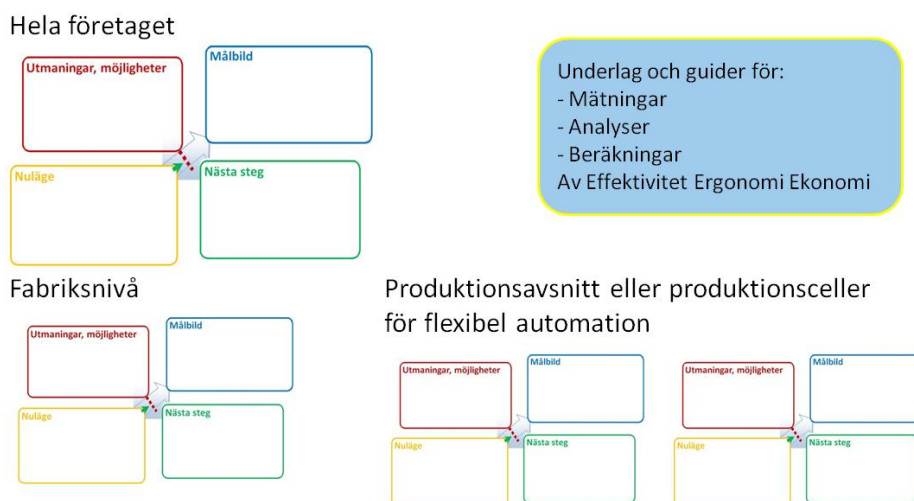 Hela företaget
Utmaningar, möjligheter
Målbild
Nuläge
Nästa steg
Underlag och guider för:
- Mätningar
- Analyser
- Beräkningar
Av Effektivitet Ergonomi Ekonomi
Fabriksnivå
Utmaningar, möjligheter
Målbild
Nuläge
Nästa steg
Produktionsavsnitt eller produktionsceller
för flexibel automation
Utmaningar, möjligheter
Målbild
Nuläge
Nästa steg
Utmaningar, möjligheter
Målbild
Nuläge
Nästa steg